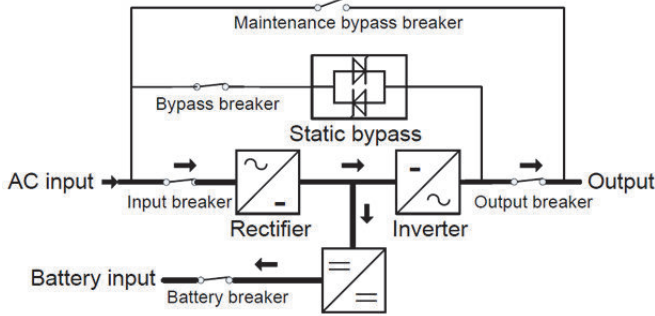 Maintenance bypass breaker
Bypass breaker
Static bypass
AC input
Input breaker
Rectifier
Inverter
Output breaker
Output
Battery input
Battery breaker